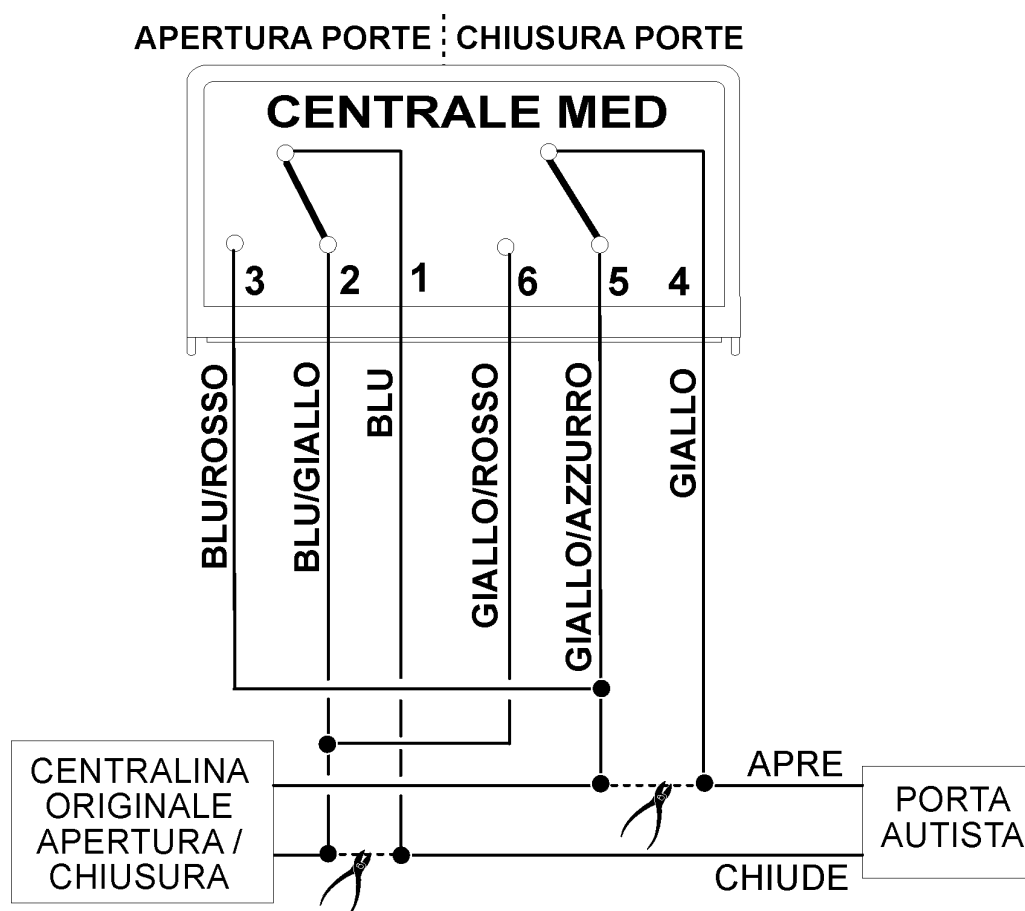 APERTURA PORTE CHIUSURA PORTE
CENTRALE MED
3 2 1 6 5 4
BLU/ROSSO
BLU/GIALLO
BLU
GIALLO/ROSSO
GIALLO/AZZURRO
GIALLO
CENTRALINA
ORIGINALE
APERTURA /
CHIUSURA
APRE
CHIUDE
PORTA
AUTISTA